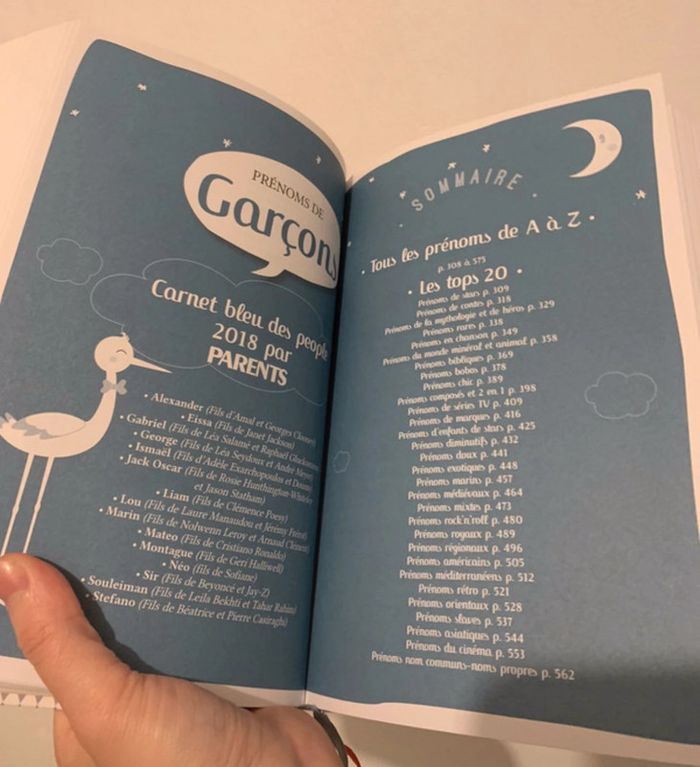 PRÉNOMS DE
Garçons
Carnet bleu des people
2018 par
PARENTS
• Alexander (Fils d'Amal et Georges Clooney)
• Eissa (Fils de Janet Jackson)
• Gabriel (Fils de Léa Salamé et Raphaël Glucksmann)
• George (Fils de Léa Seydoux et André Meyer)
• Ismaël (Fils d'Adèle Exarchopoulos et Doums)
• Jack Oscar (Fils de Rosie Hunthington-Whiteley
et Jason Statham)
• Liam (Fils de Clémence Poesy)
• Lou (Fils de Laure Manaudou et Jérémy Frérot)
• Marin (Fils de Nolwenn Leroy et Arnaud Clément)
• Mateo (Fils de Cristiano Ronaldo)
• Montague (Fils de Geri Halliwell)
• Néo (fils de Sofiane)
• Sir (Fils de Beyoncé et Jay-Z)
• Souleiman (Fils de Leila Bekhti et Tahar Rahim)
• Stefano (Fils de Béatrice et Pierre Casiraghi)
SOMMAIRE
• Tous les prénoms de A à Z •
p. 308 à 575
• Les tops 20 •
Prénoms de stars p. 309
Prénoms de contes p. 318
Prénoms de la mythologie et de héros p. 329
Prénoms rares p. 338
Prénoms en chanson p. 349
Prénoms du monde minéral et animal p. 358
Prénoms bibliques p. 369
Prénoms bobos p. 378
Prénoms chic p. 389
Prénoms composés et 2 en 1 p. 398
Prénoms de séries TV p. 409
Prénoms de marques p. 416
Prénoms d'enfants de stars p. 425
Prénoms diminutifs p. 432
Prénoms doux p. 441
Prénoms exotiques p. 448
Prénoms marins p. 457
Prénoms médiévaux p. 464
Prénoms mixtes p. 473
Prénoms rock'n'roll p. 480
Prénoms royaux p. 489
Prénoms régionaux p. 496
Prénoms américains p. 505
Prénoms méditerranéens p. 512
Prénoms rétro p. 521
Prénoms orientaux p. 528
Prénoms slaves p. 537
Prénoms asiatiques p. 544
Prénoms du cinéma p. 553
Prénoms nom communs-noms propres p. 562